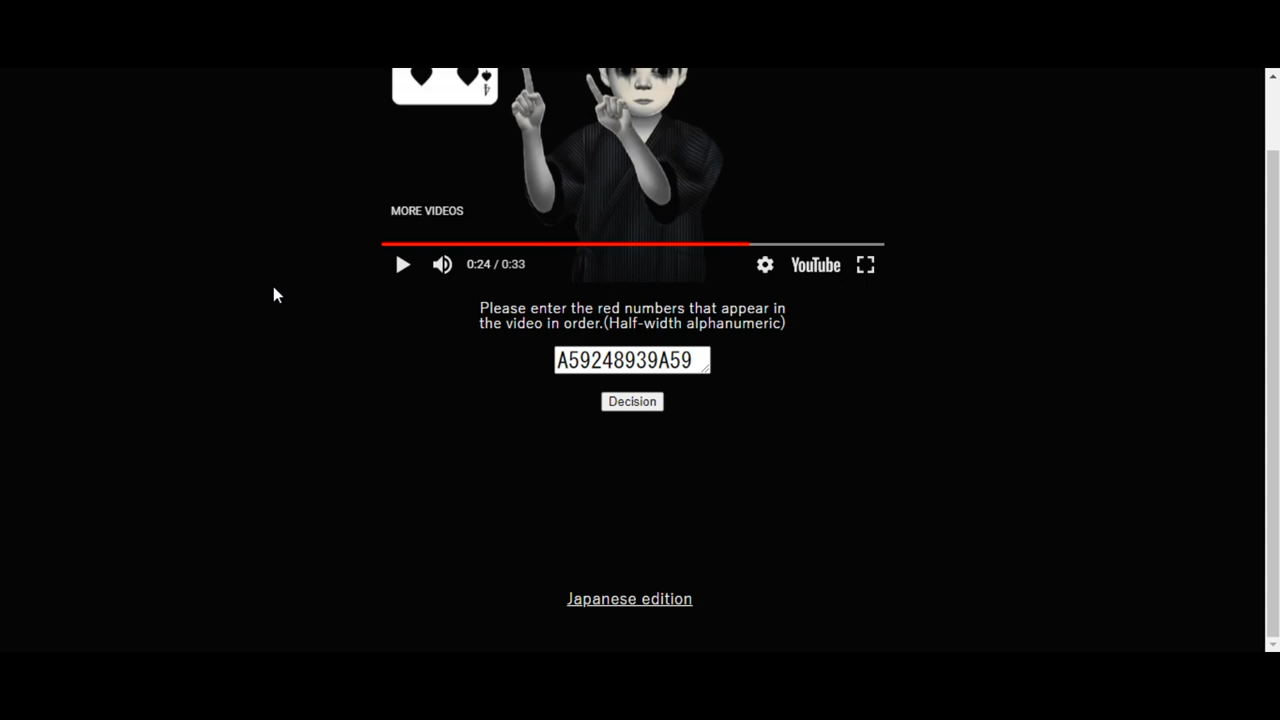 4
MORE VIDEOS
0:24 / 0:33
YouTube
Please enter the red numbers that appear in
the video in order.(Half-width alphanumeric)
A59248939A59
Decision
Japanese edition